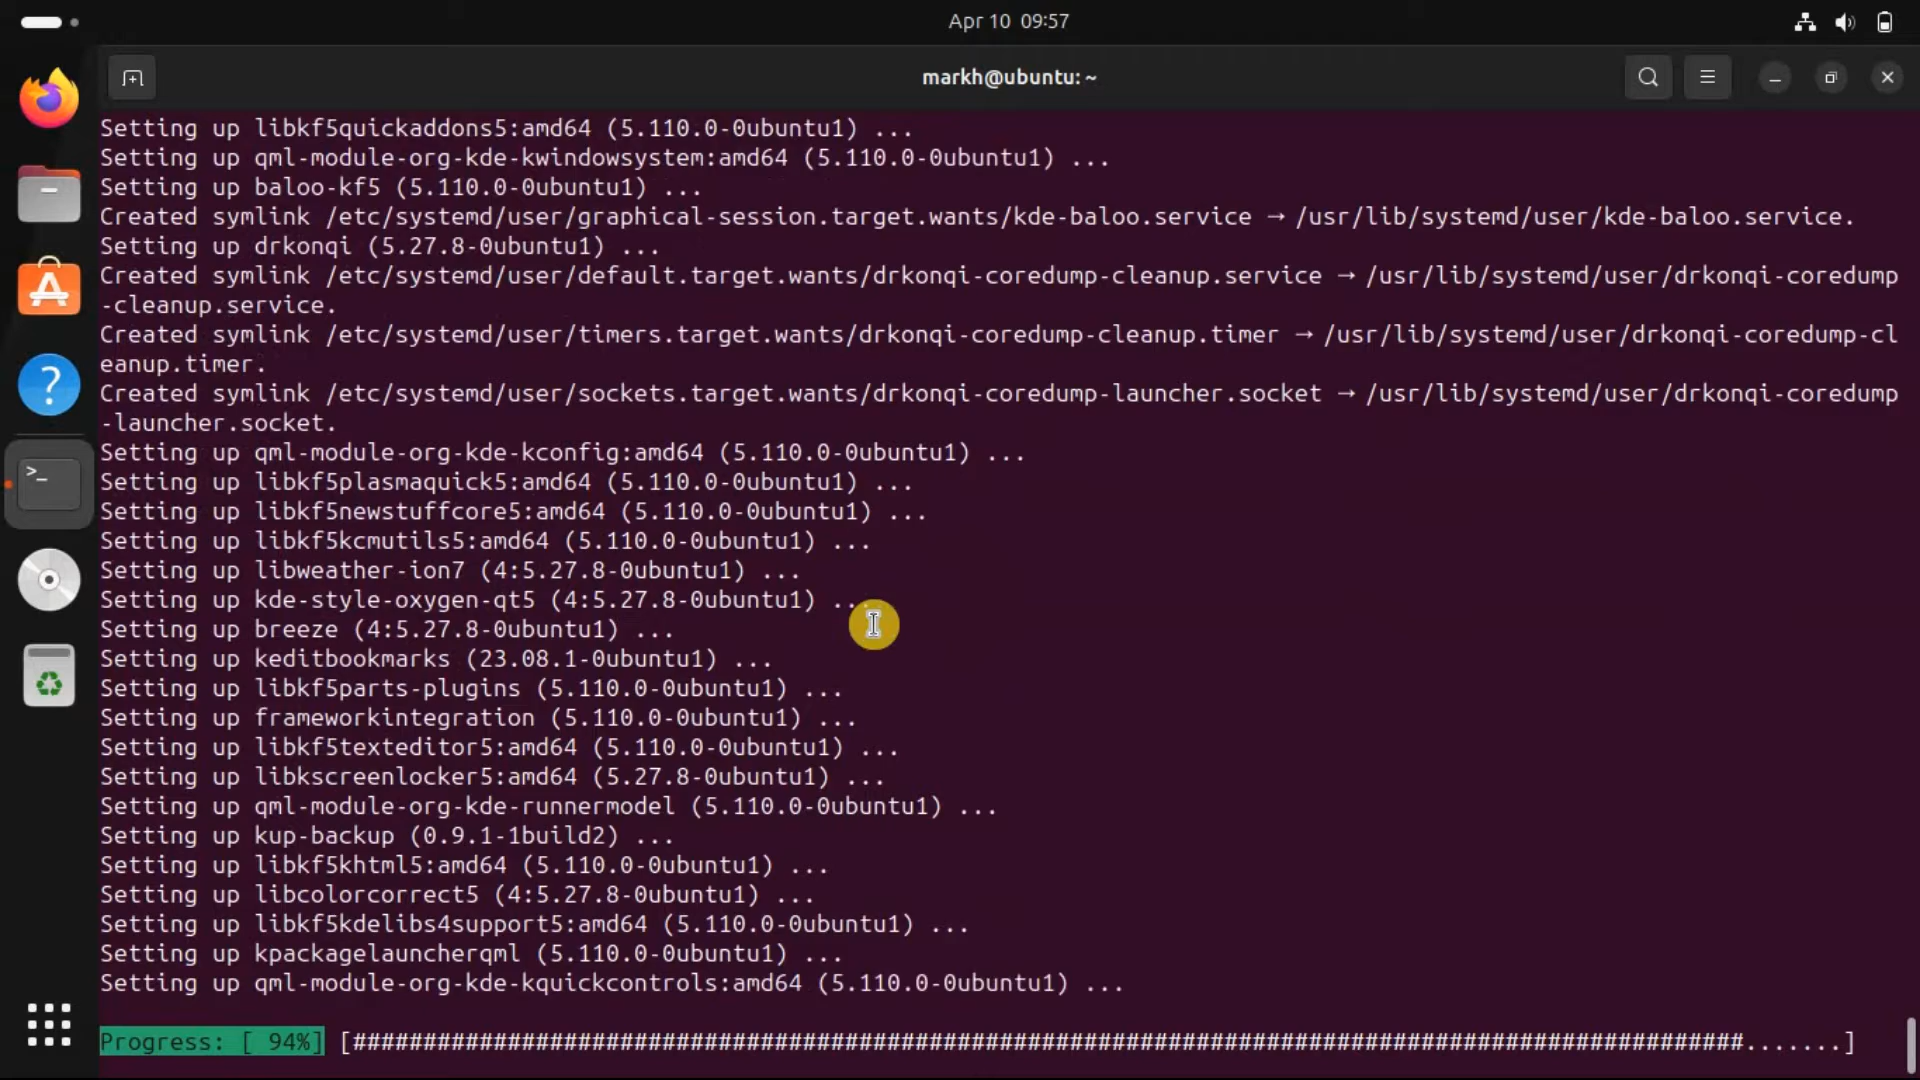 Apr 10 09:57
markh@ubuntu: ~
Setting up libkf5quickaddons5:amd64 (5.110.0-0ubuntu1) ...
Setting up qml-module-org-kde-kwindowsystem:amd64 (5.110.0-0ubuntu1) ...
Setting up baloo-kf5 (5.110.0-0ubuntu1) ...
Created symlink /etc/systemd/user/graphical-session.target.wants/kde-baloo.service → /usr/lib/systemd/user/kde-baloo.service.
Setting up drkonqi (5.27.8-0ubuntu1) ...
Created symlink /etc/systemd/user/default.target.wants/drkonqi-coredump-cleanup.service → /usr/lib/systemd/user/drkonqi-coredump
-cleanup.service.
Created symlink /etc/systemd/user/timers.target.wants/drkonqi-coredump-cleanup.timer → /usr/lib/systemd/user/drkonqi-coredump-cl
eanup.timer.
Created symlink /etc/systemd/user/sockets.target.wants/drkonqi-coredump-launcher.socket → /usr/lib/systemd/user/drkonqi-coredump
-launcher.socket.
Setting up qml-module-org-kde-kconfig:amd64 (5.110.0-0ubuntu1) ...
Setting up libkf5plasmaquick5:amd64 (5.110.0-0ubuntu1) ...
Setting up libkf5newstuffcore5:amd64 (5.110.0-0ubuntu1) ...
Setting up libkf5kcmutils5:amd64 (5.110.0-0ubuntu1) ...
Setting up libweather-ion7 (4:5.27.8-0ubuntu1) ...
Setting up kde-style-oxygen-qt5 (4:5.27.8-0ubuntu1) ...
Setting up breeze (4:5.27.8-0ubuntu1) ...
Setting up keditbookmarks (23.08.1-0ubuntu1) ...
Setting up libkf5parts-plugins (5.110.0-0ubuntu1) ...
Setting up frameworkintegration (5.110.0-0ubuntu1) ...
Setting up libkf5texteditor5:amd64 (5.110.0-0ubuntu1) ...
Setting up libkscreenlocker5:amd64 (5.27.8-0ubuntu1) ...
Setting up qml-module-org-kde-runnermodel (5.110.0-0ubuntu1) ...
Setting up kup-backup (0.9.1-1build2) ...
Setting up libkf5khtml5:amd64 (5.110.0-0ubuntu1) ...
Setting up libcolorcorrect5 (4:5.27.8-0ubuntu1) ...
Setting up libkf5kdelibs4support5:amd64 (5.110.0-0ubuntu1) ...
Setting up kpackagelauncherqml (5.110.0-0ubuntu1) ...
Setting up qml-module-org-kde-kquickcontrols:amd64 (5.110.0-0ubuntu1) ...
Progress: [ 94%] [###################################################################################################.......]